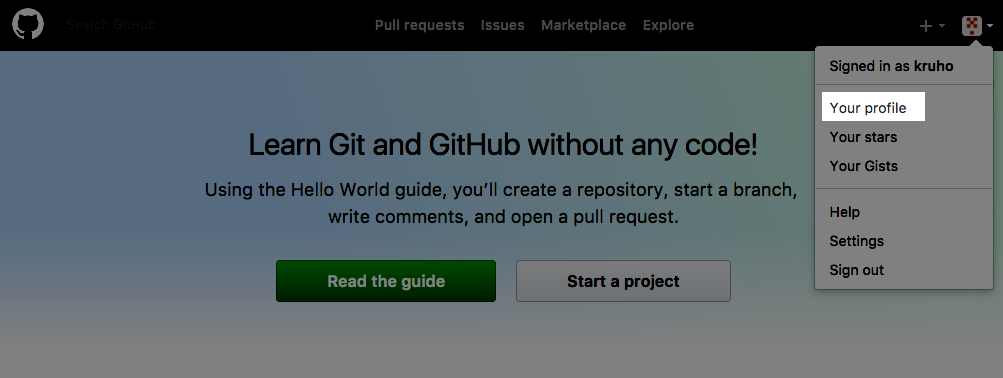 Search GitHub
Pull requests
Issues
Marketplace
Explore
Signed in as kruho
Your profile
Your stars
Your Gists
Help
Settings
Sign out
Learn Git and GitHub without any code!
Using the Hello World guide, you’ll create a repository, start a branch,
write comments, and open a pull request.
Read the guide
Start a project